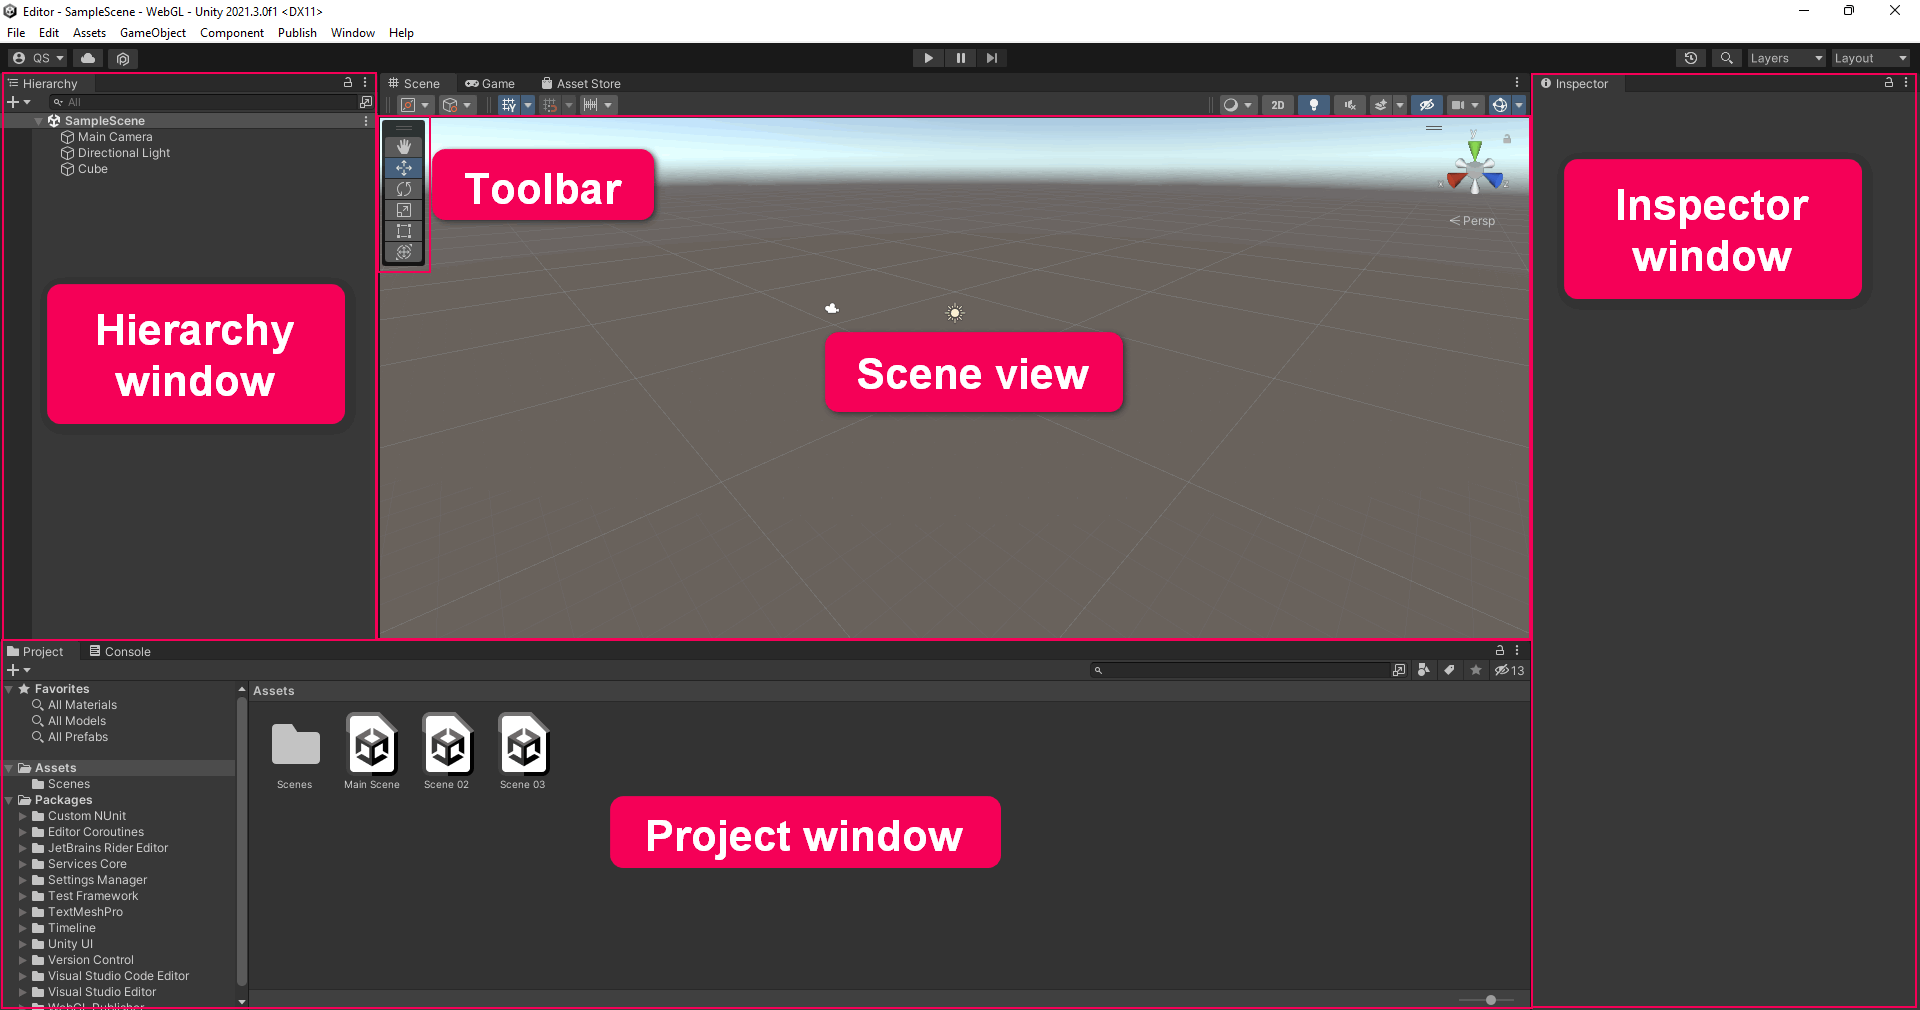 Editor - SampleScene - WebGL - Unity 2021.3.0f1 <DX11>
File Edit Assets GameObject Component Publish Window Help
QS
Layers Layout
Hierarchy
All
SampleScene
Main Camera
Directional Light
Cube
Hierarchy
window
Scene Game Asset Store
2D
Toolbar
y
x z
Persp
Scene view
Inspector
Inspector
window
Project Console
13
Favorites
All Materials
All Models
All Prefabs
Assets
Scenes
Packages
Custom NUnit
Editor Coroutines
JetBrains Rider Editor
Services Core
Settings Manager
Test Framework
TextMeshPro
Timeline
Unity UI
Version Control
Visual Studio Code Editor
Visual Studio Editor
WebGL Publisher
Assets
Scenes Main Scene Scene 02 Scene 03
Project window